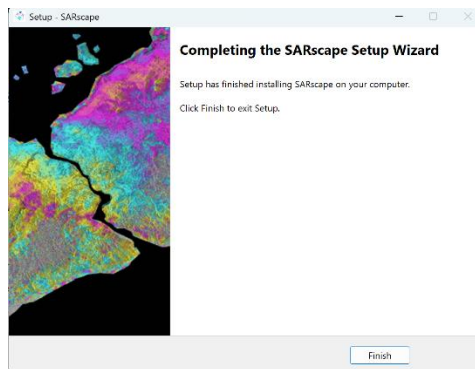 Setup - SARscape
Completing the SARscape Setup Wizard
Setup has finished installing SARscape on your computer.
Click Finish to exit Setup.
Finish